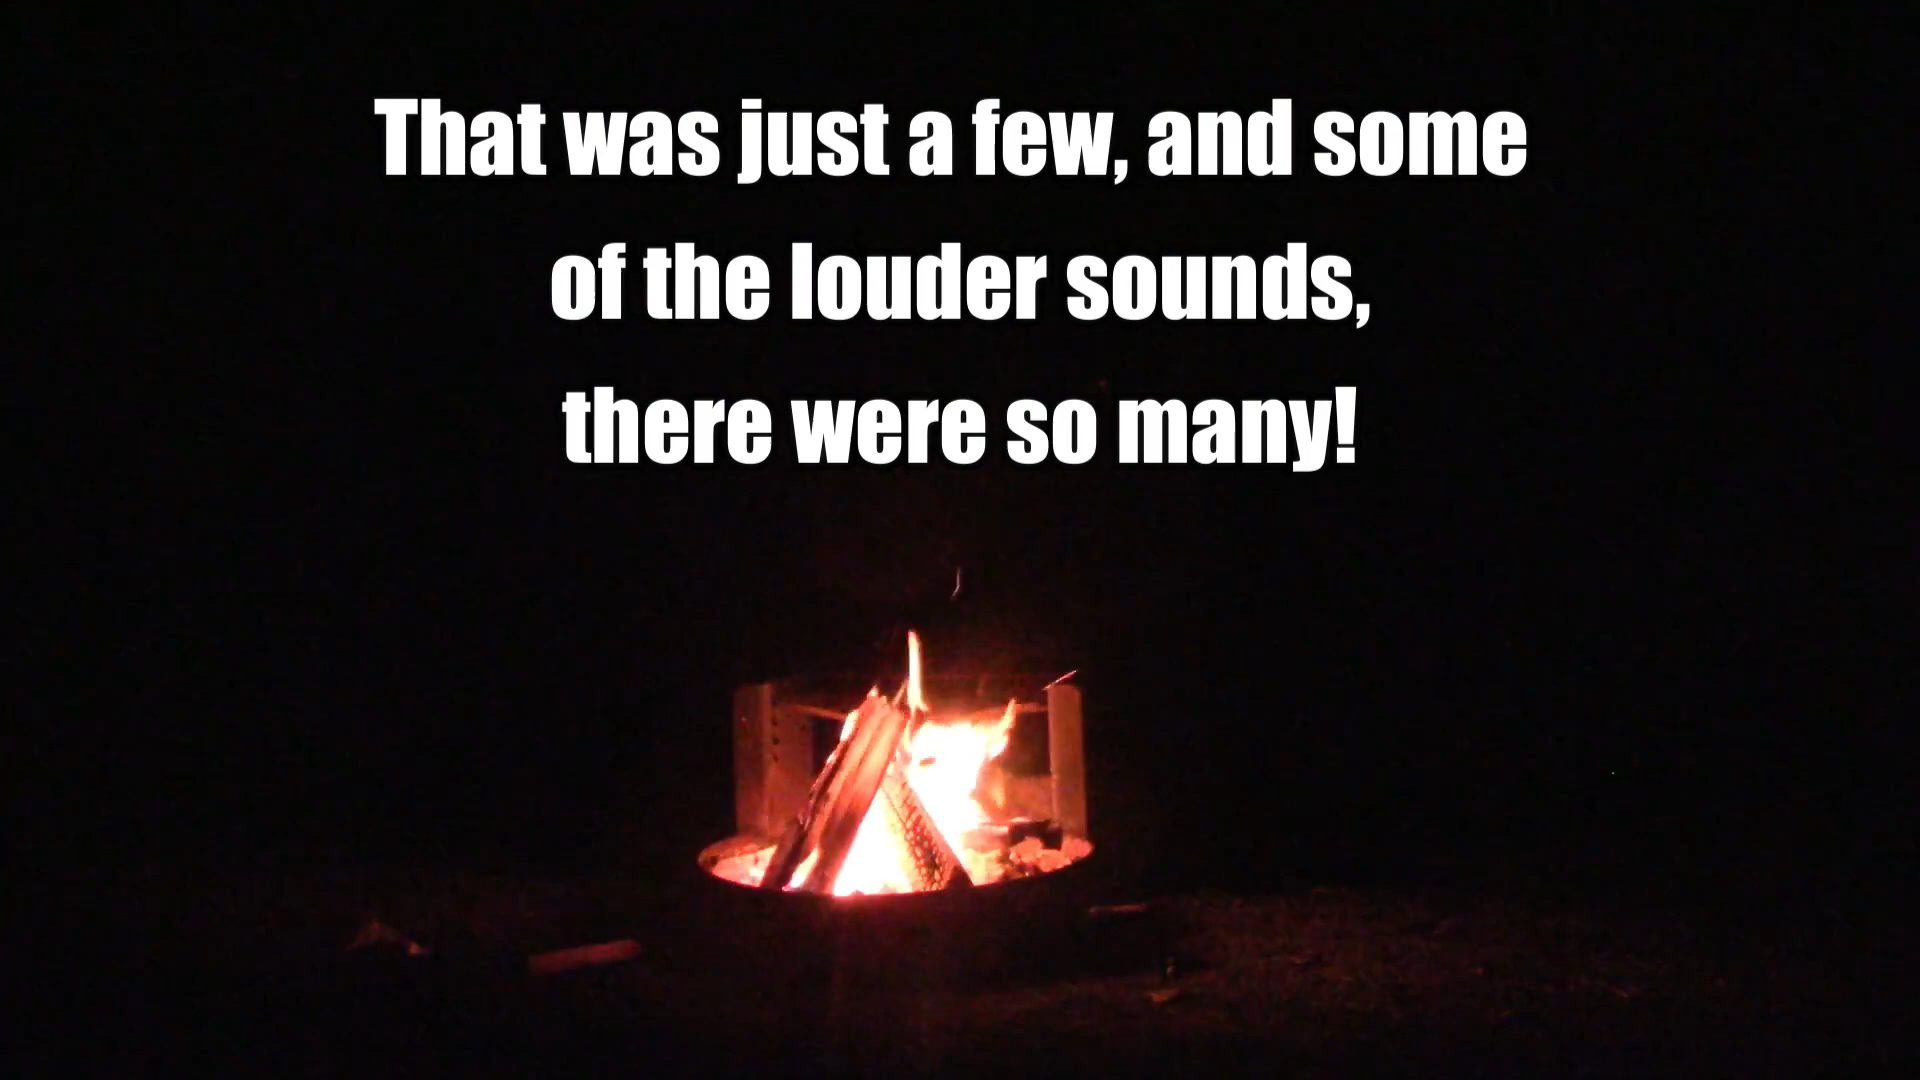 That was just a few, and some
of the louder sounds,
there were so many!